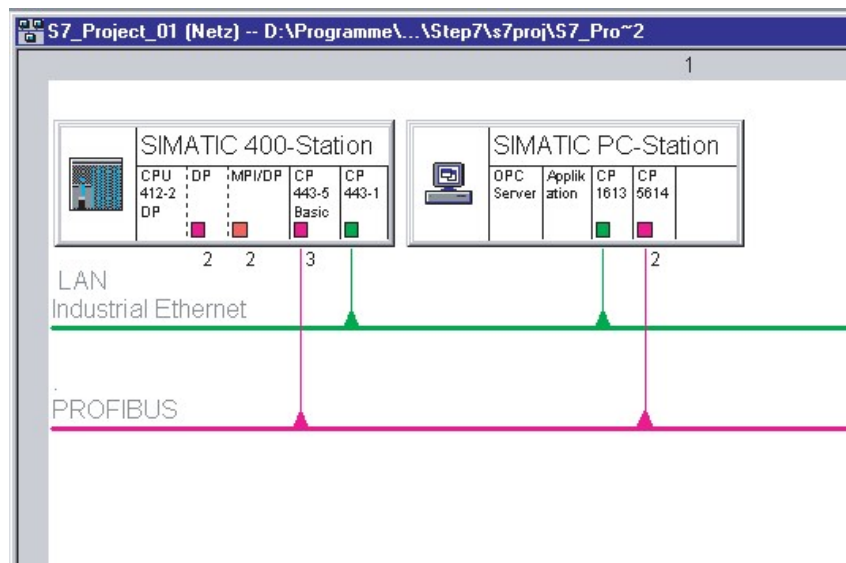 S7_Project_01 (Netz) -- D:\Programme\...\Step7\s7proj\S7_Pro~2
1
SIMATIC 400-Station
CPU 412-2 DP
DP
MPI/DP
CP 443-5 Basic
CP 443-1
2
2
3
SIMATIC PC-Station
OPC Server
Applik ation
CP 1613
CP 5614
2
LAN
Industrial Ethernet
PROFIBUS